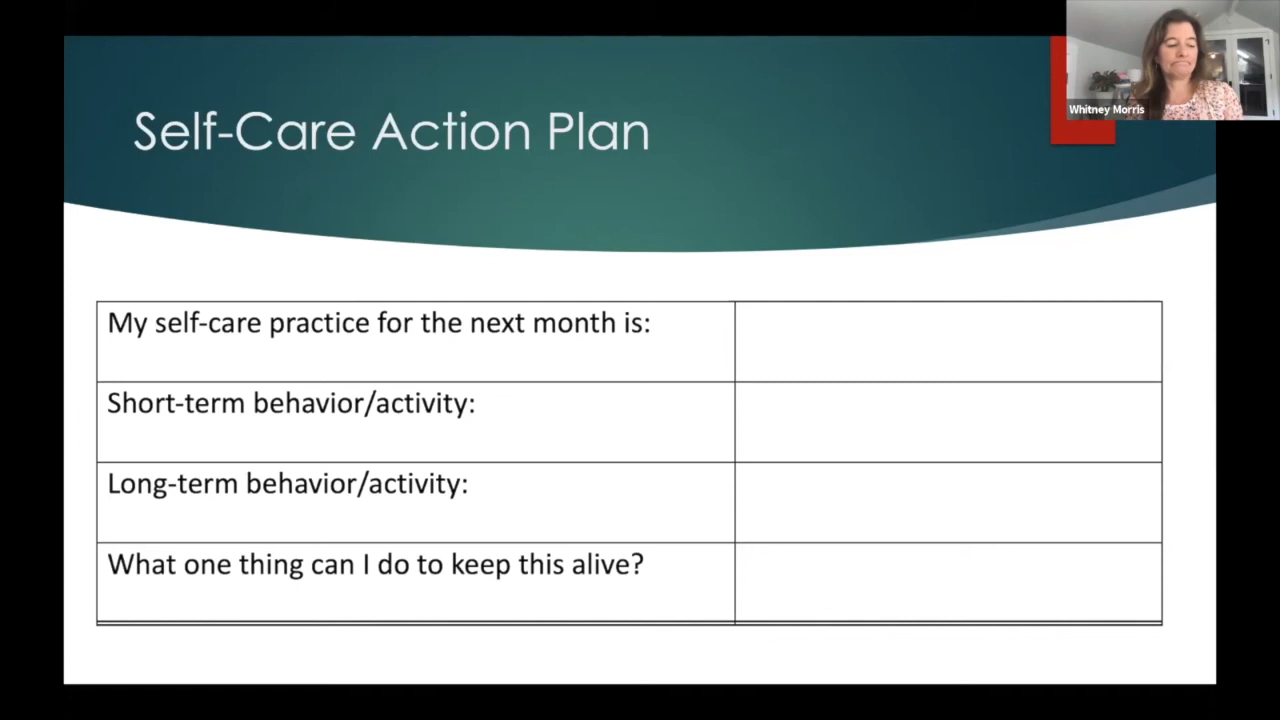 Whitney Morris
Self-Care Action Plan
My self-care practice for the next month is:
Short-term behavior/activity:
Long-term behavior/activity:
What one thing can I do to keep this alive?